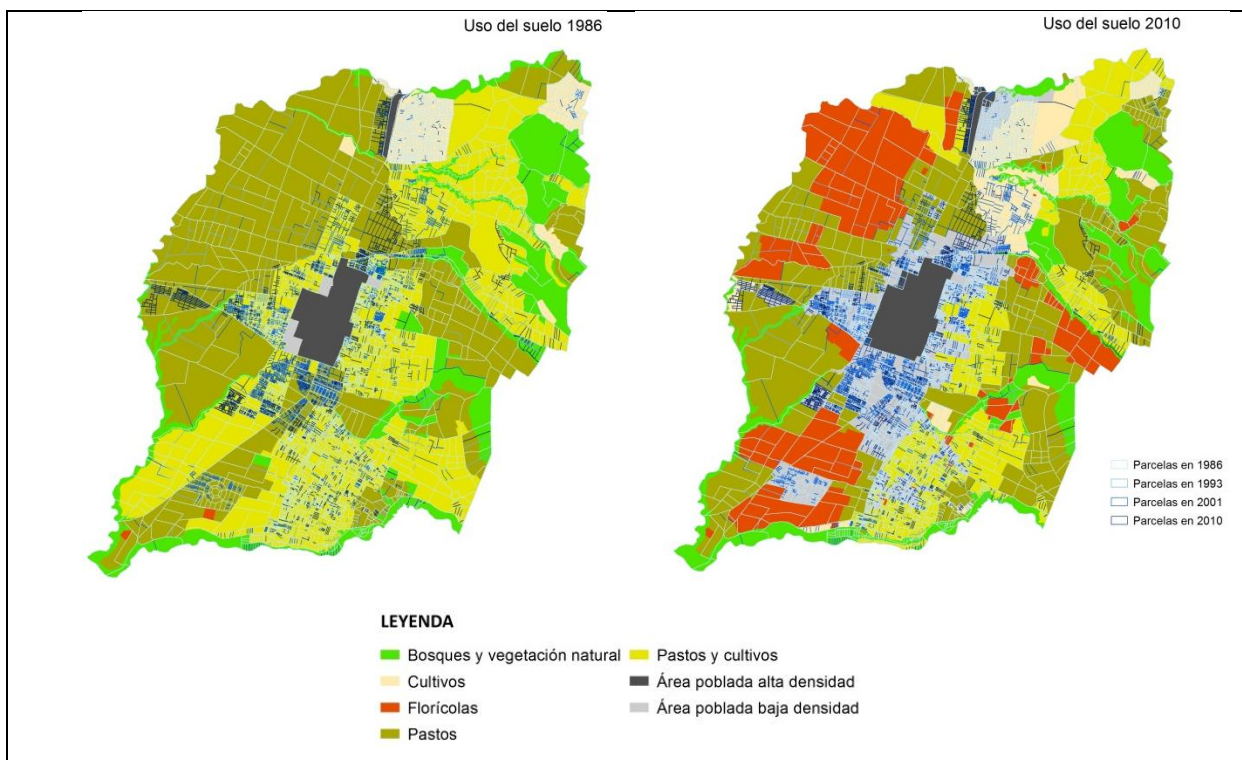 Uso del suelo 1986
Uso del suelo 2010
Parcelas en 1986
Parcelas en 1993
Parcelas en 2001
Parcelas en 2010
LEYENDA
Bosques y vegetación natural
Cultivos
Florícolas
Pastos
Pastos y cultivos
Área poblada alta densidad
Área poblada baja densidad